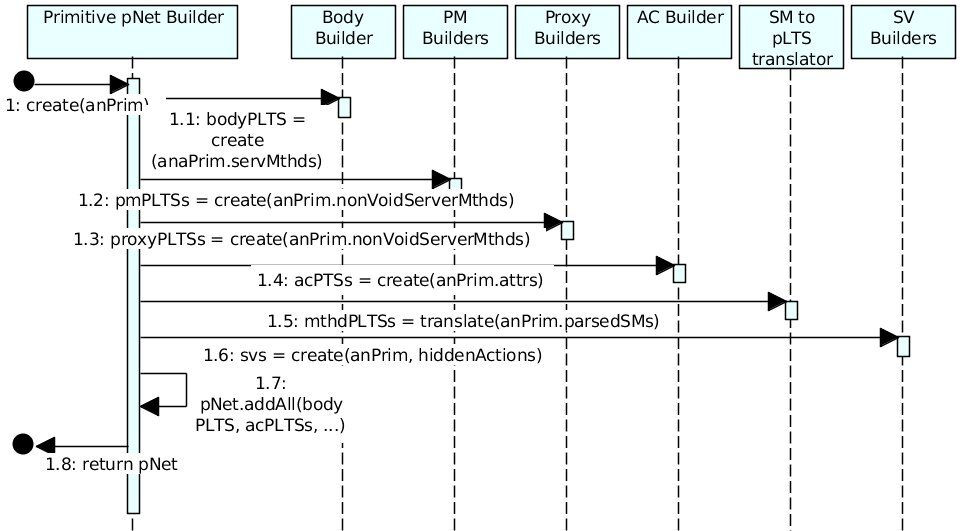 Primitive pNet Builder
Body
Builder
PM
Builders
Proxy
Builders
AC Builder
SM to
pLTS
translator
SV
Builders
1: create(anPrim)
1.1: bodyPLTS =
create
(anaPrim.servMthds)
1.2: pmPLTSs = create(anPrim.nonVoidServerMthds)
1.3: proxyPLTSs = create(anPrim.nonVoidServerMthds)
1.4: acPTSs = create(anPrim.attrs)
1.5: mthdPLTSs = translate(anPrim.parsedSMs)
1.6: svs = create(anPrim, hiddenActions)
1.7:
pNet.addAll(body
PLTS, acPLTSs, ...)
1.8: return pNet